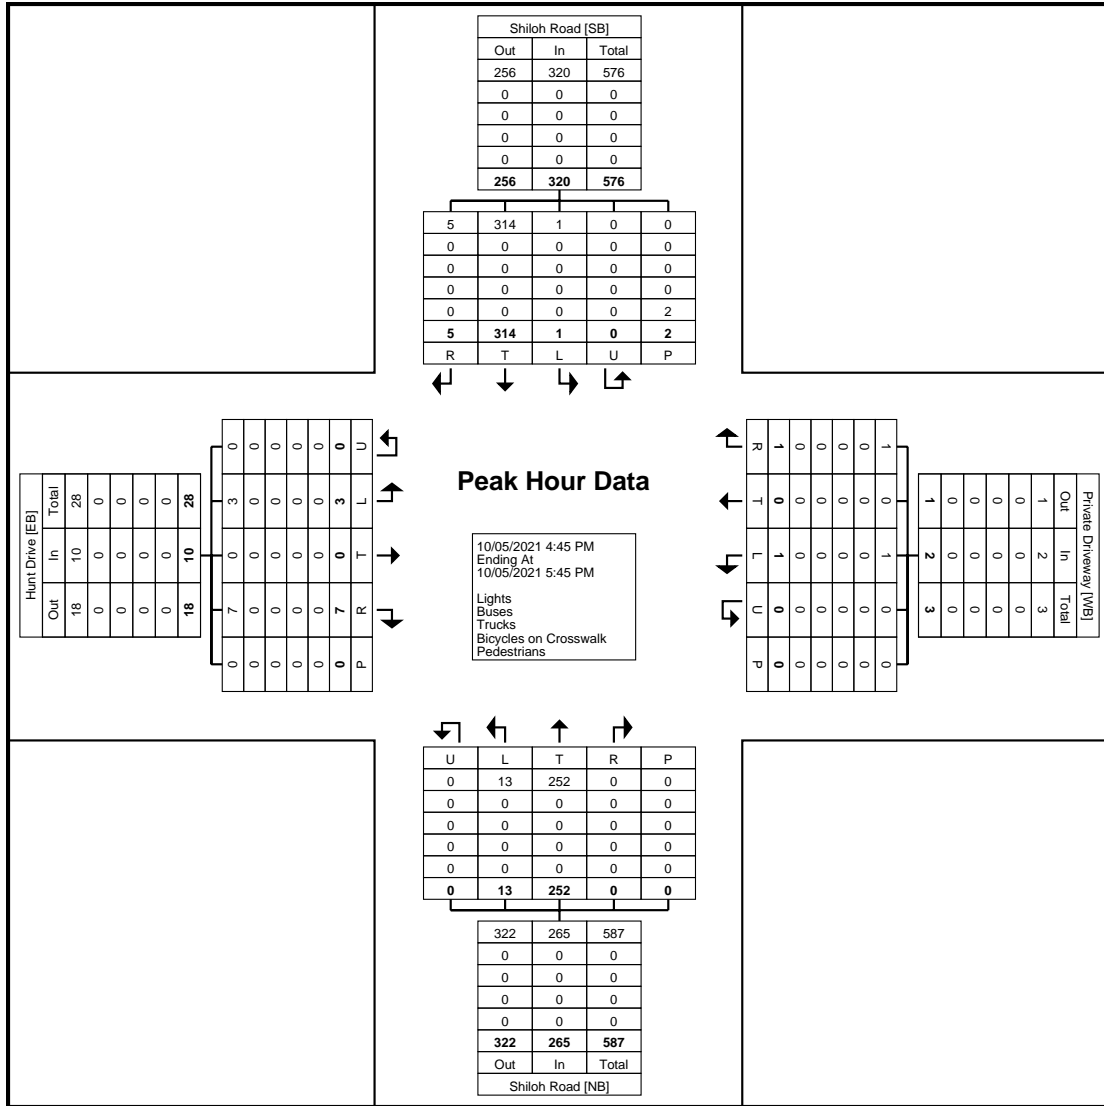 Shiloh Road [SB]
Out In Total
256 320 576
0 0 0
0 0 0
0 0 0
0 0 0
256 320 576
5 314 1 0 0
0 0 0 0 0
0 0 0 0 0
0 0 0 0 0
0 0 0 0 2
5 314 1 0 2
R T L U P
Hunt Drive [EB]
Total 28 0 0 0 0 28
In 10 0 0 0 0 10
Out 18 0 0 0 0 18
0 0 0 0 0 0 U
3 0 0 0 0 3 L
0 0 0 0 0 0 T
7 0 0 0 0 7 R
0 0 0 0 0 0 P
Peak Hour Data
10/05/2021 4:45 PM
Ending At
10/05/2021 5:45 PM
Lights
Buses
Trucks
Bicycles on Crosswalk
Pedestrians
R 1 0 0 0 0 1
T 0 0 0 0 0 0
L 1 0 0 0 0 1
U 0 0 0 0 0 0
P 0 0 0 0 0 0
1 0 0 0 0 1 Out
2 0 0 0 0 2 In
3 0 0 0 0 3 Total
Private Driveway [WB]
U L T R P
0 13 252 0 0
0 0 0 0 0
0 0 0 0 0
0 0 0 0 0
0 0 0 0 0
0 13 252 0 0
322 265 587
0 0 0
0 0 0
0 0 0
0 0 0
322 265 587
Out In Total
Shiloh Road [NB]